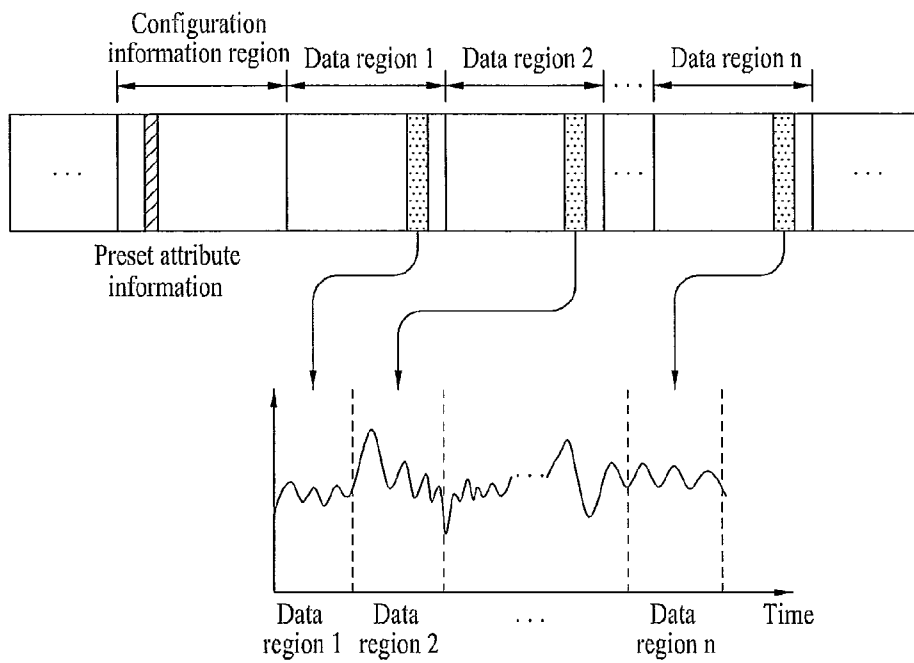 Configuration
information region
Data region 1
Data region 2
...
Data region n
...
...
...
Preset attribute
information
...
Data
region 1
Data
region 2
...
Data
region n
Time